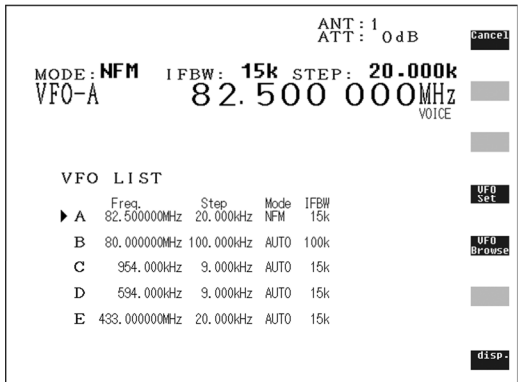 ANT:1
ATT: 0dB
Cancel
MODE:NFM IFBW: 15k STEP: 20.000k
VFO-A 82.500 000MHz
VOICE
VFO LIST
VFO Set
Freq. Step Mode IFBW
A 82.500000MHz 20.000kHz NFM 15k
B 80.000000MHz 100.000kHz AUTO 100k
VFO Browse
C 954.000kHz 9.000kHz AUTO 15k
D 594.000kHz 9.000kHz AUTO 15k
E 433.000000MHz 20.000kHz AUTO 15k
disp.